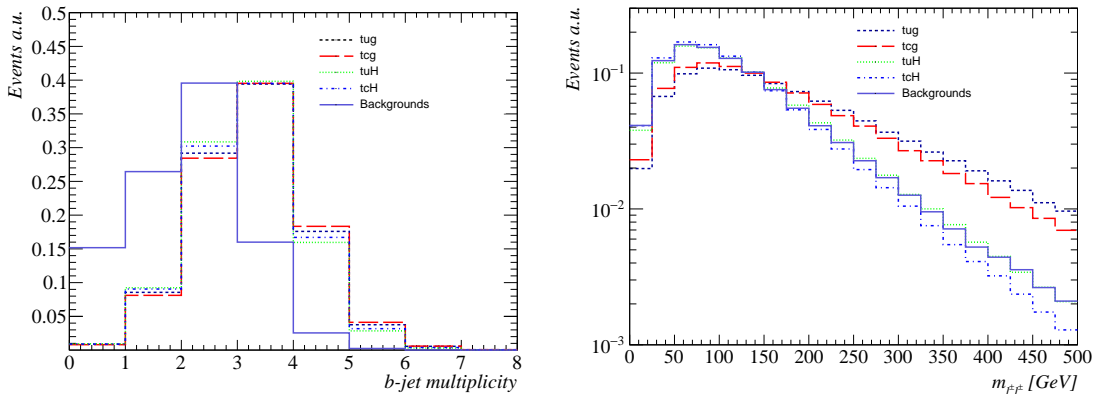 Events a.u.
0.5
0.45
0.4
0.35
0.3
0.25
0.2
0.15
0.1
0.05
0 1 2 3 4 5 6 7 8
b-jet multiplicity
tug
tcg
tuH
tcH
Backgrounds
Events a.u.
10⁻¹
10⁻²
10⁻³
0 50 100 150 200 250 300 350 400 450 500
m_{l±l±} [GeV]
tug
tcg
tuH
tcH
Backgrounds